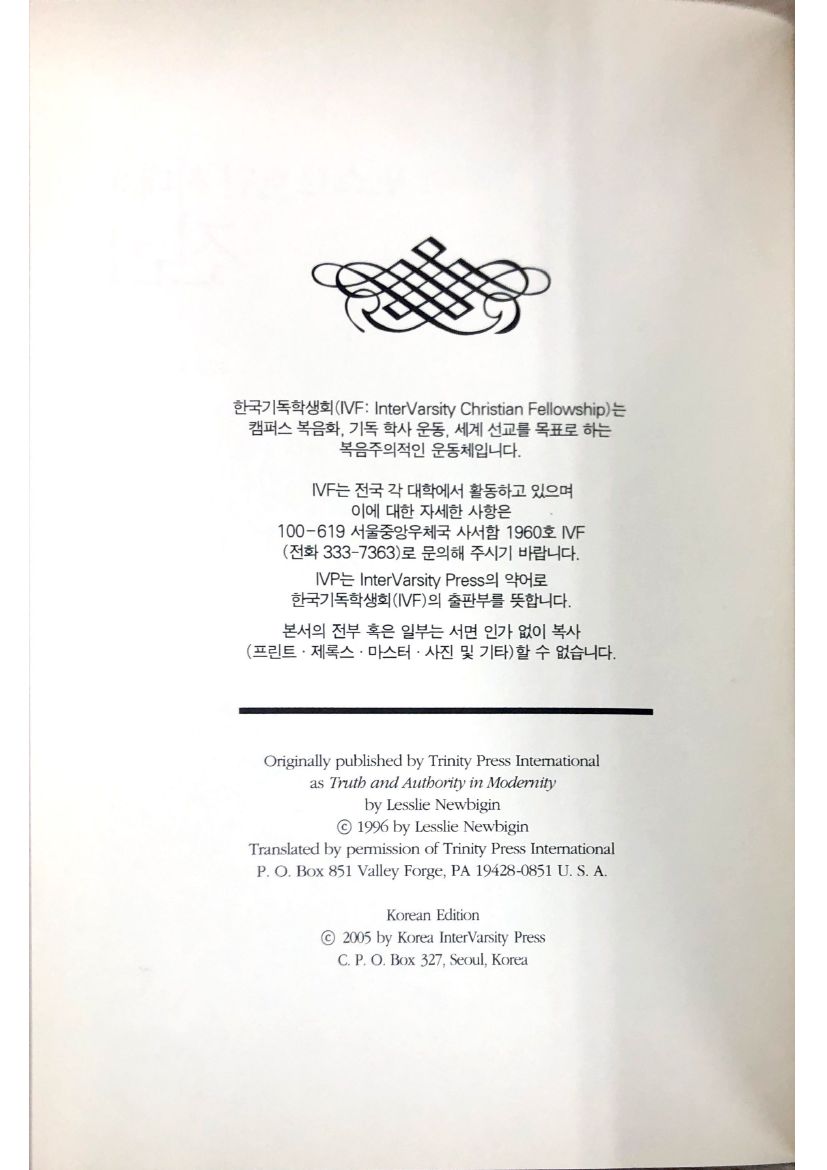 한국기독학생회(IVF: InterVarsity Christian Fellowship)는
캠퍼스 복음화, 기독 학사 운동, 세계 선교를 목표로 하는
복음주의적인 운동체입니다.
IVF는 전국 각 대학에서 활동하고 있으며
이에 대한 자세한 사항은
100-619 서울중앙우체국 사서함 1960호 IVF
(전화 333-7363)로 문의해 주시기 바랍니다.
IVP는 InterVarsity Press의 약어로
한국기독학생회(IVF)의 출판부를 뜻합니다.
본서의 전부 혹은 일부는 서면 인가 없이 복사
(프린트 · 제록스 · 마스터 · 사진 및 기타)할 수 없습니다.
Originally published by Trinity Press International
as Truth and Authority in Modernity
by Lesslie Newbigin
ⓒ 1996 by Lesslie Newbigin
Translated by permission of Trinity Press International
P. O. Box 851 Valley Forge, PA 19428-0851 U. S. A.
Korean Edition
ⓒ 2005 by Korea InterVarsity Press
C. P. O. Box 327, Seoul, Korea